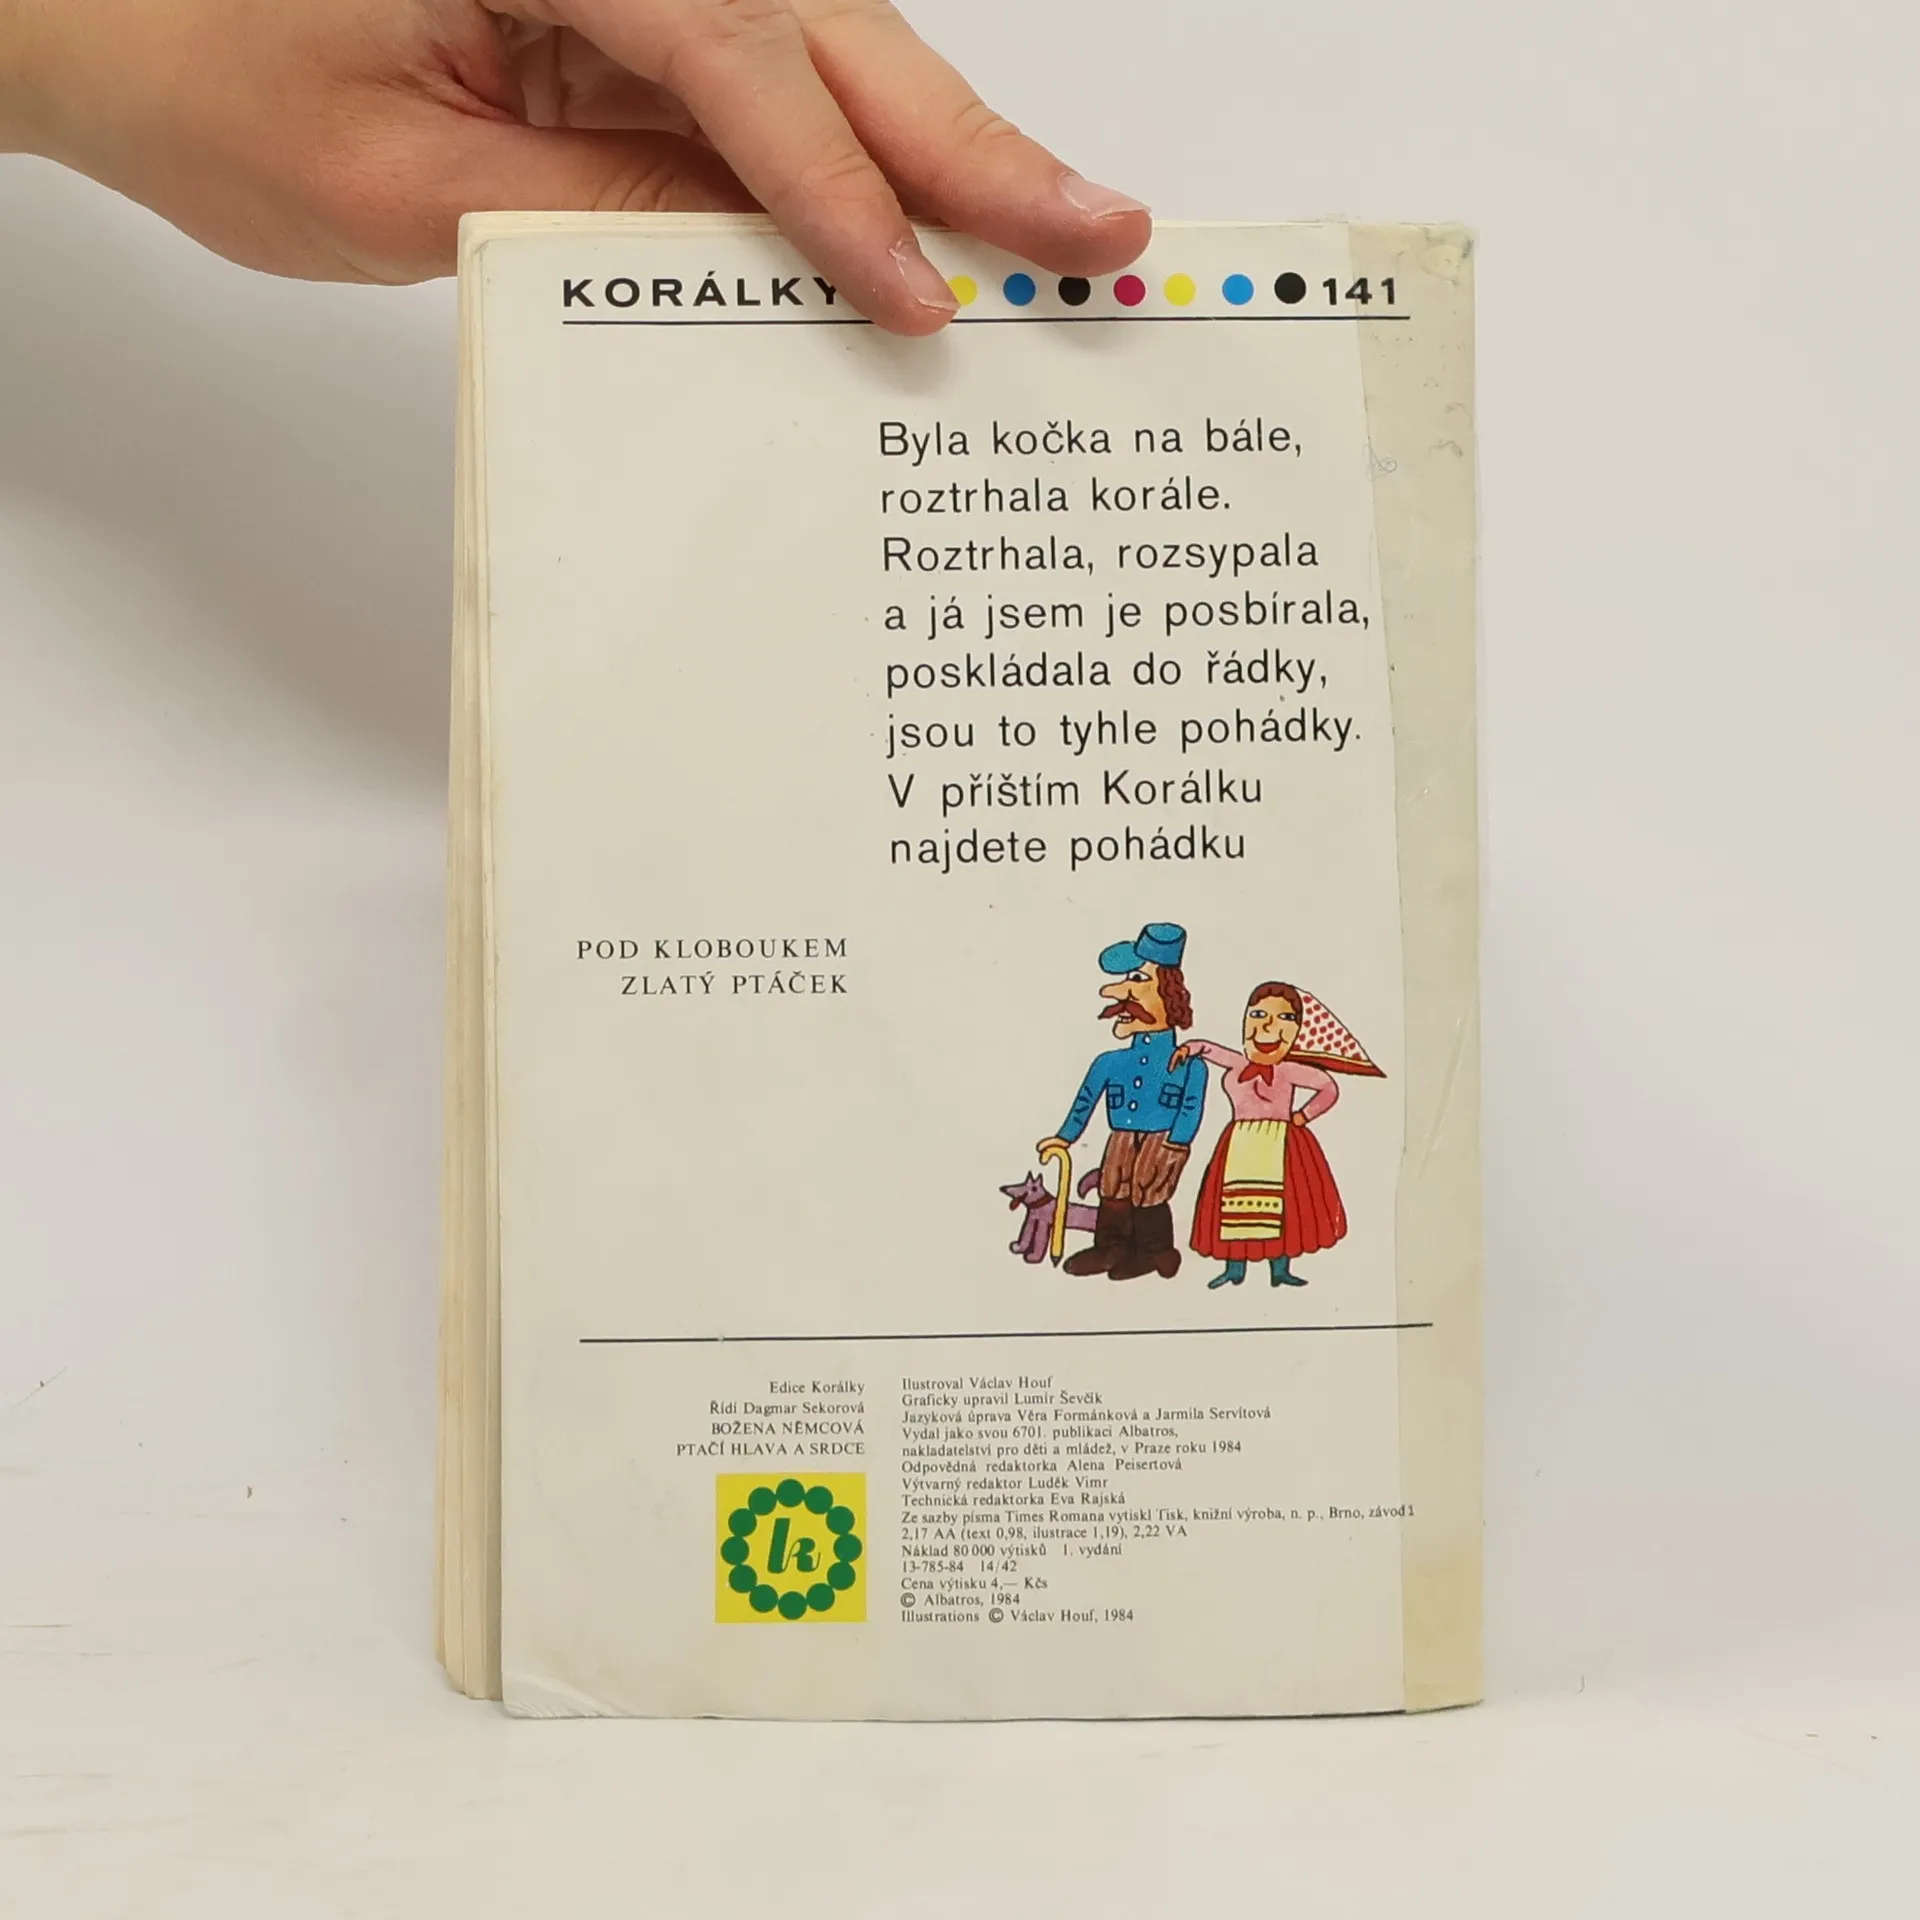 KORÁLKY 141
Byla kočka na bále,
roztrhala korále.
Roztrhala, rozsypala
a já jsem je posbírala,
poskládala do řádky,
jsou to tyhle pohádky.
V příštím Korálku
najdete pohádku
POD KLOBOUKEM
ZLATÝ PTÁČEK
Edice Korálky
Řídí Dagmar Sekorová
BOŽENA NĚMCOVÁ
PTAČÍ HLAVA A SRDCE
k
Ilustroval Václav Houf
Graficky upravil Lumír Ševčík
Jazyková úprava Věra Formánková a Jarmila Servítová
Vydal jako svou 6701. publikaci Albatros,
nakladatelství pro děti a mládež, v Praze roku 1984
Odpovědná redaktorka Alena Peisertová
Výtvarný redaktor Luděk Vimr
Technická redaktorka Eva Rajská
Ze sazby písma Times Romana vytiskl Tisk, knižní výroba, n. p., Brno, závod 1
2,17 AA (text 0,98, ilustrace 1,19), 2,22 VA
Náklad 80 000 výtisků 1. vydání
13-785-84 14/42
Cena výtisku 4,— Kčs
© Albatros, 1984
Illustrations © Václav Houf, 1984